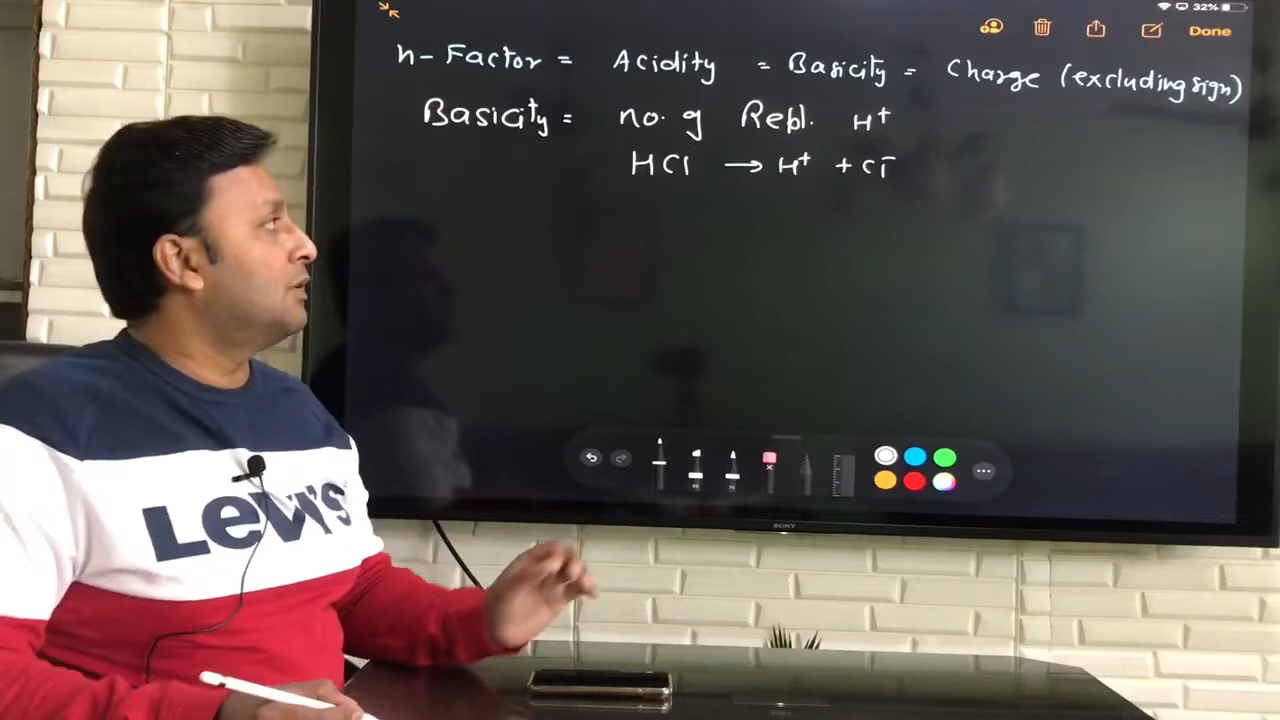 32%
Done
n-Factor = Acidity = Basicity = Charge (excluding sign)
Basicity = no. of Repl. H⁺
HCl → H⁺ + Cl⁻
Levi's
SONY